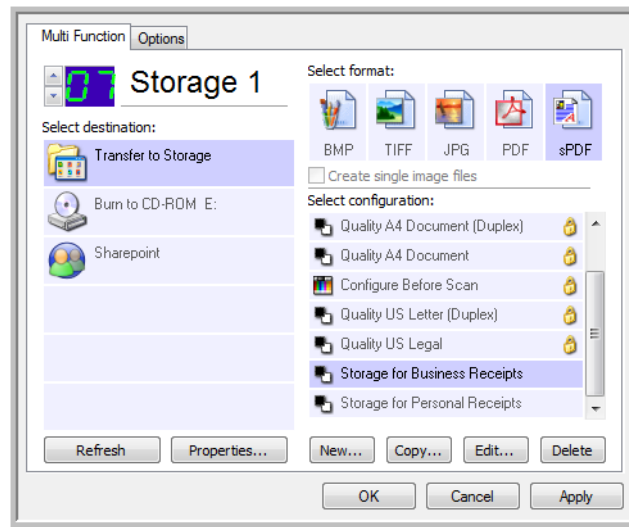 Multi Function
Options
07
Storage 1
Select destination:
Transfer to Storage
Burn to CD-ROM E:
Sharepoint
Refresh
Properties...
Select format:
BMP TIFF JPG PDF sPDF
Create single image files
Select configuration:
Quality A4 Document (Duplex)
Quality A4 Document
Configure Before Scan
Quality US Letter (Duplex)
Quality US Legal
Storage for Business Receipts
Storage for Personal Receipts
New... Copy... Edit... Delete
OK Cancel Apply